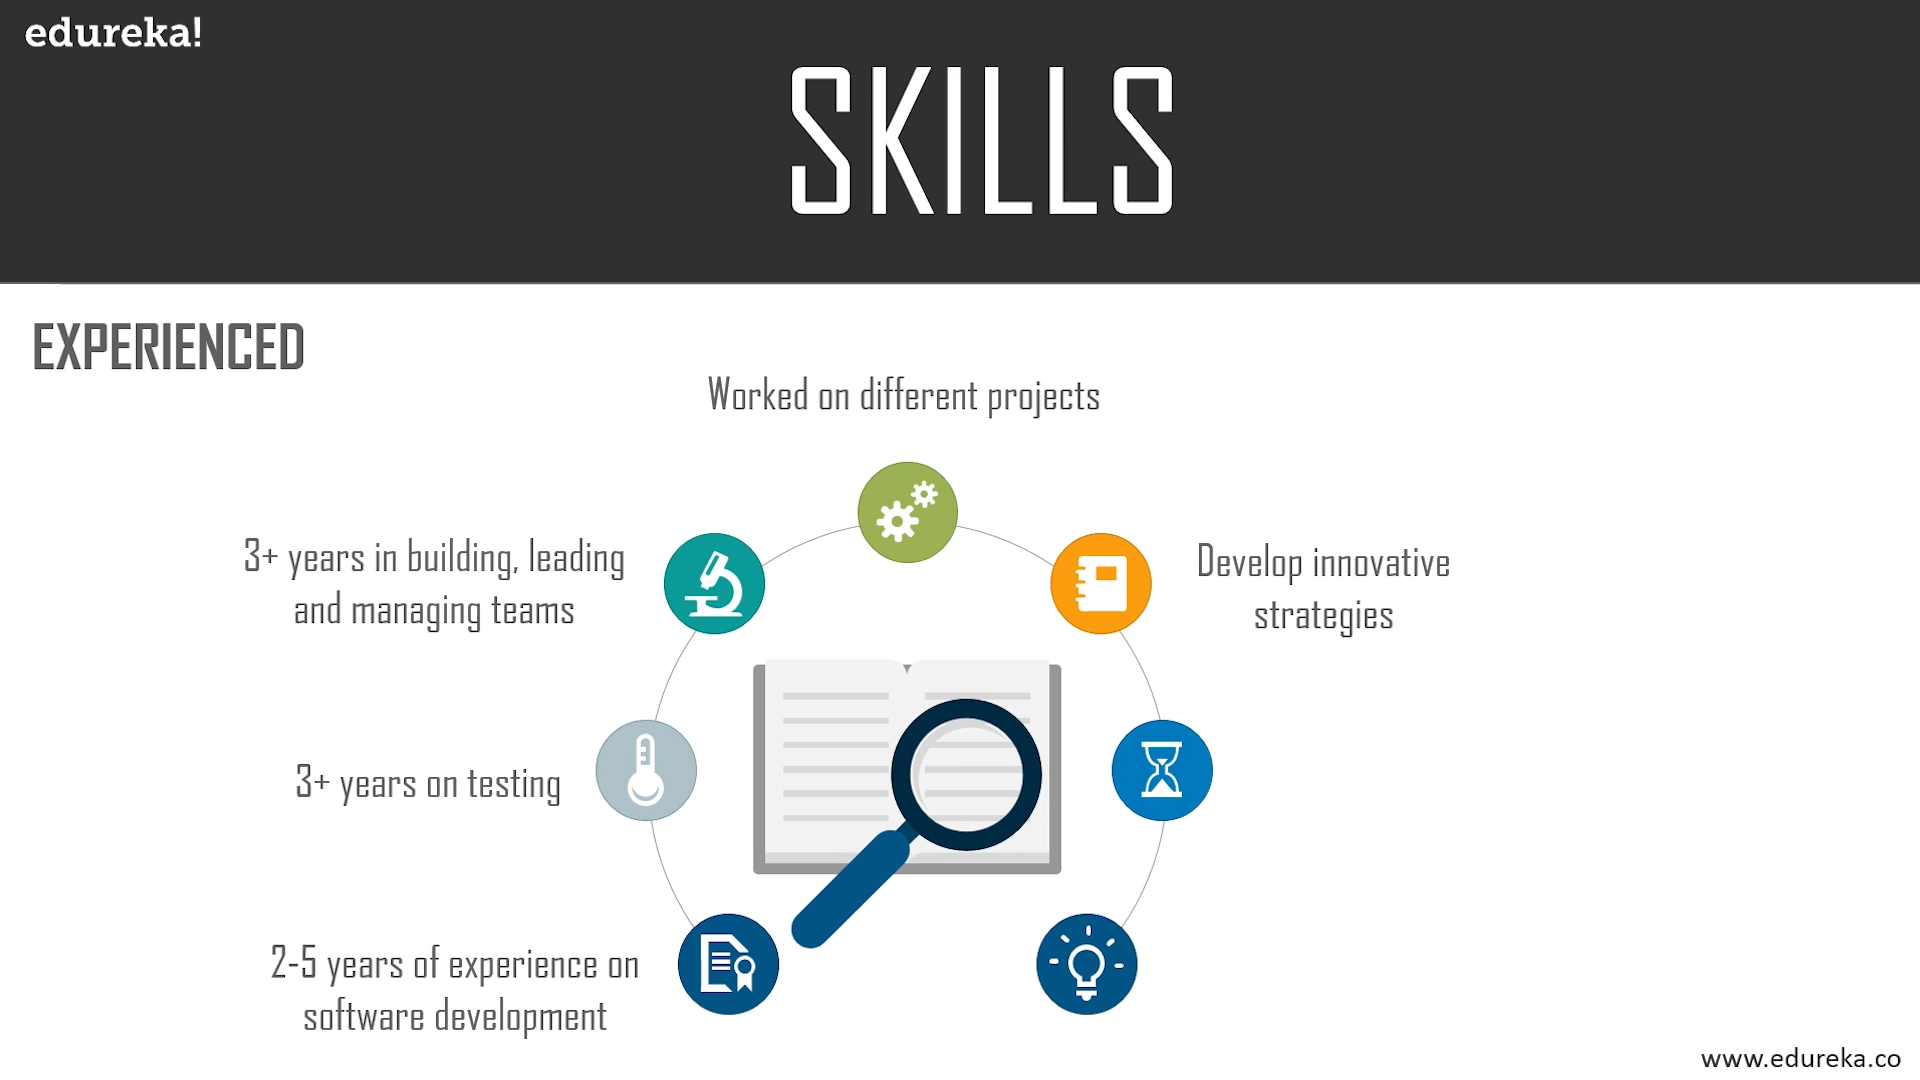 edureka!
SKILLS
EXPERIENCED
Worked on different projects
3+ years in building, leading
and managing teams
Develop innovative
strategies
3+ years on testing
2-5 years of experience on
software development
www.edureka.co